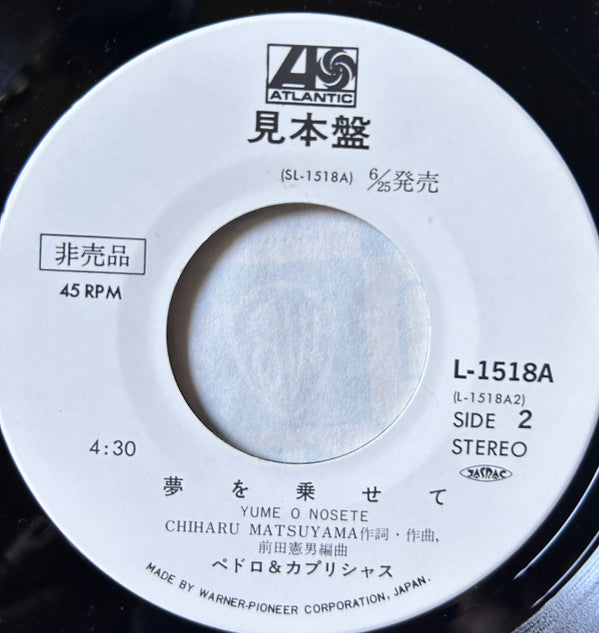 ATLANTIC
見本盤
(SL-1518A) 6/25発売
非売品
45 RPM
L-1518A
(L-1518A2)
SIDE 2
4:30
STEREO
JASRAC
夢を乗せて
YUME O NOSETE
CHIHARU MATSUYAMA作詞・作曲,
前田憲男編曲
ペドロ&カプリシャス
MADE BY WARNER-PIONEER CORPORATION, JAPAN.